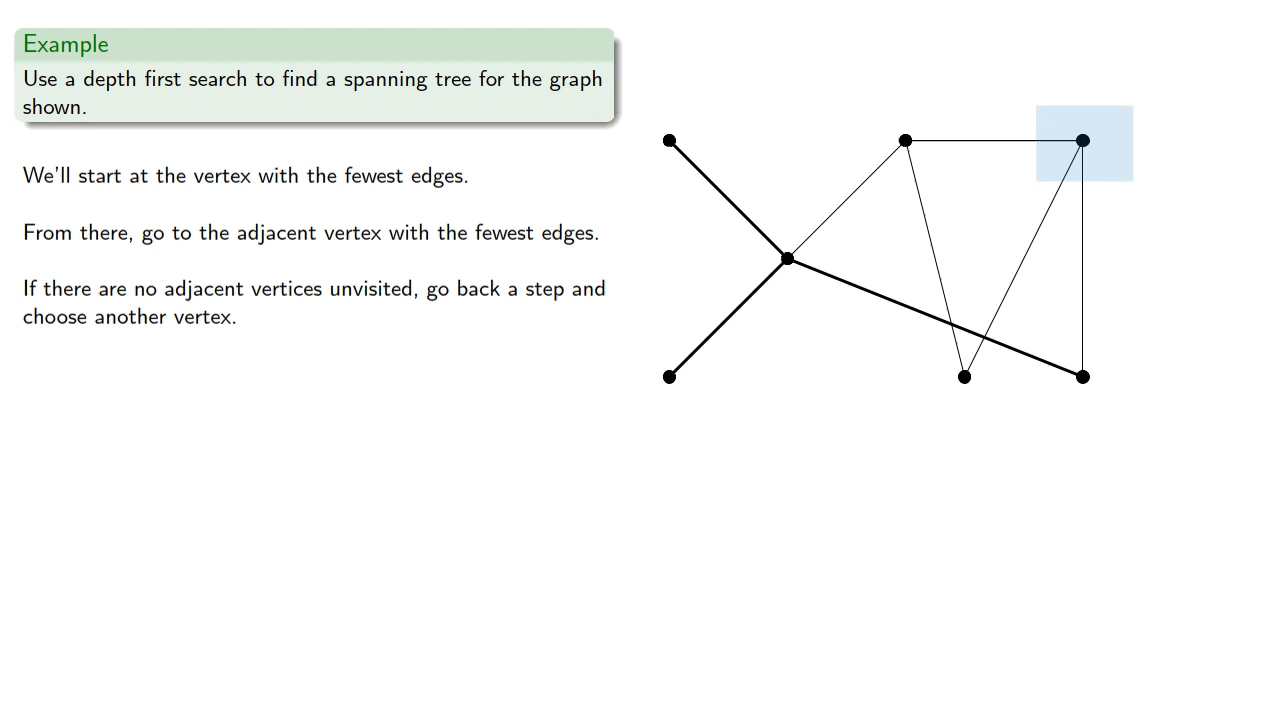 Example
Use a depth first search to find a spanning tree for the graph
shown.
We'll start at the vertex with the fewest edges.
From there, go to the adjacent vertex with the fewest edges.
If there are no adjacent vertices unvisited, go back a step and
choose another vertex.